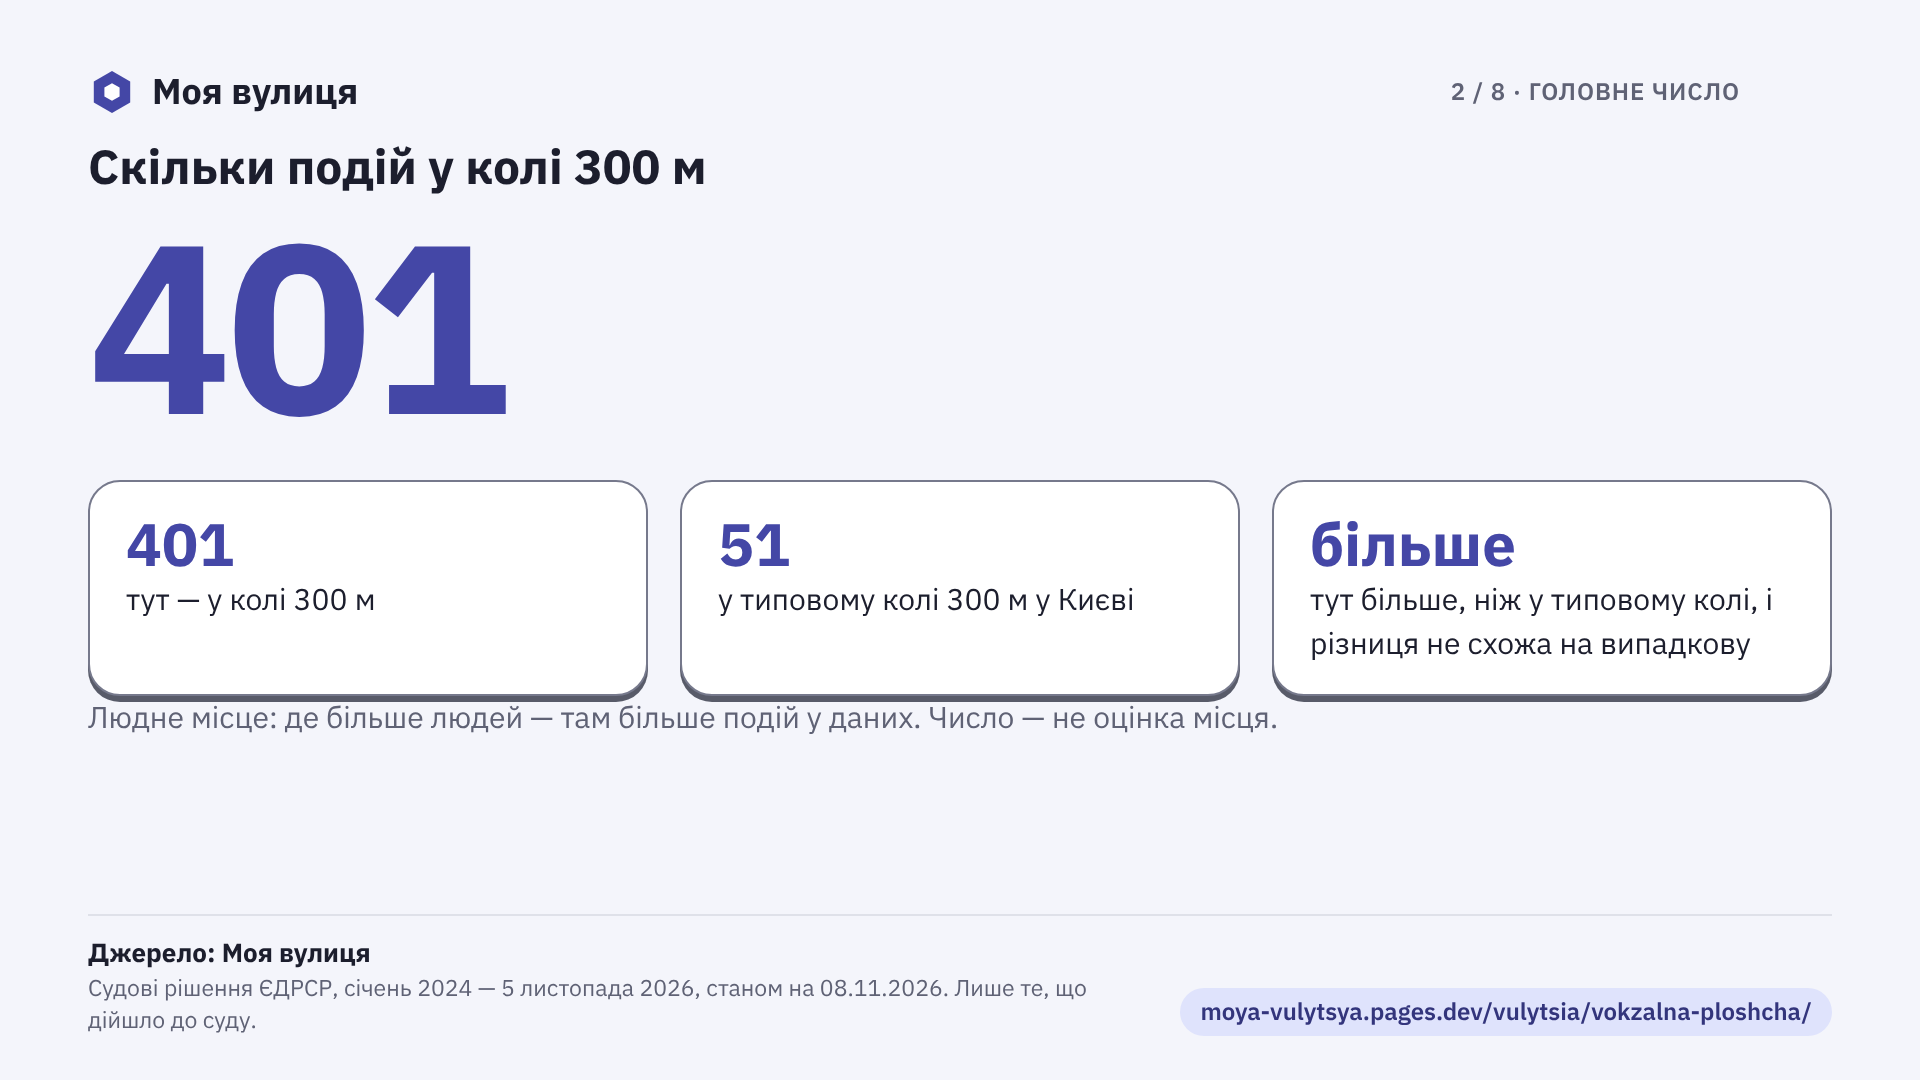 Моя вулиця
2 / 8 · ГОЛОВНЕ ЧИСЛО
Скільки подій у колі 300 м
401
401
тут — у колі 300 м
51
у типовому колі 300 м у Києві
більше
тут більше, ніж у типовому колі, і
різниця не схожа на випадкову
Людне місце: де більше людей — там більше подій у даних. Число — не оцінка місця.
Джерело: Моя вулиця
Судові рішення ЄДРСР, січень 2024 — 5 листопада 2026, станом на 08.11.2026. Лише те, що
дійшло до суду.
moya-vulytsya.pages.dev/vulytsia/vokzalna-ploshcha/